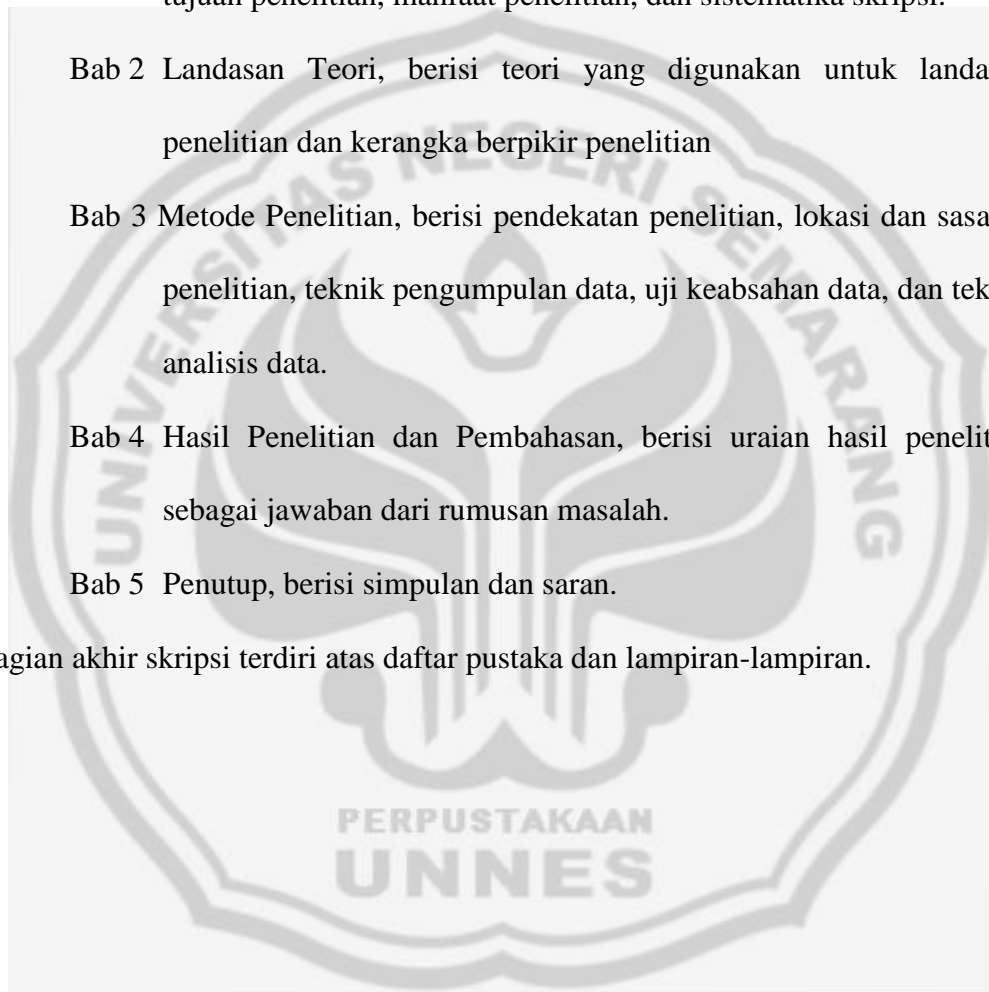 tujuan penelitian, manfaat penelitian, dan sistematika skripsi.
Bab 2 Landasan Teori, berisi teori yang digunakan untuk landa
penelitian dan kerangka berpikir penelitian
Bab 3 Metode Penelitian, berisi pendekatan penelitian, lokasi dan sasa
penelitian, teknik pengumpulan data, uji keabsahan data, dan tek
analisis data.
Bab 4 Hasil Penelitian dan Pembahasan, berisi uraian hasil penelit
sebagai jawaban dari rumusan masalah.
Bab 5 Penutup, berisi simpulan dan saran.
agian akhir skripsi terdiri atas daftar pustaka dan lampiran-lampiran.
UNIVERSITAS NEGERI SEMARANG
PERPUSTAKAAN
UNNES